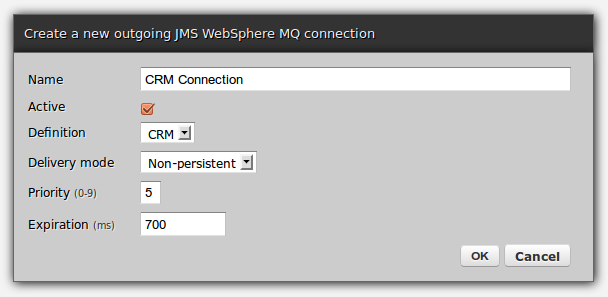 Create a new outgoing JMS WebSphere MQ connection
Name CRM Connection
Active
Definition CRM
Delivery mode Non-persistent
Priority (0-9) 5
Expiration (ms) 700
OK Cancel